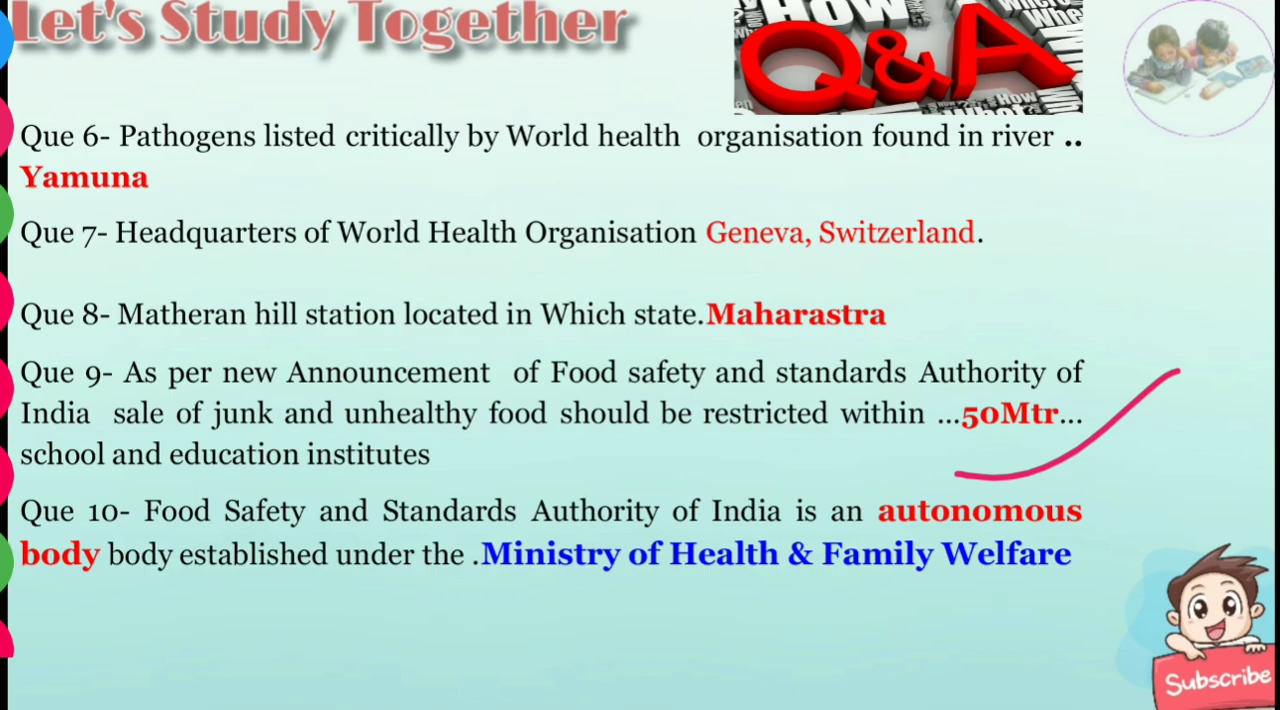 Let's Study Together
How
Q&A
Que 6- Pathogens listed critically by World health organisation found in river ..
Yamuna
Que 7- Headquarters of World Health Organisation Geneva, Switzerland.
Que 8- Matheran hill station located in Which state.Maharastra
Que 9- As per new Announcement of Food safety and standards Authority of
India sale of junk and unhealthy food should be restricted within ...50Mtr...
school and education institutes
Que 10- Food Safety and Standards Authority of India is an autonomous
body body established under the .Ministry of Health & Family Welfare
Subscribe